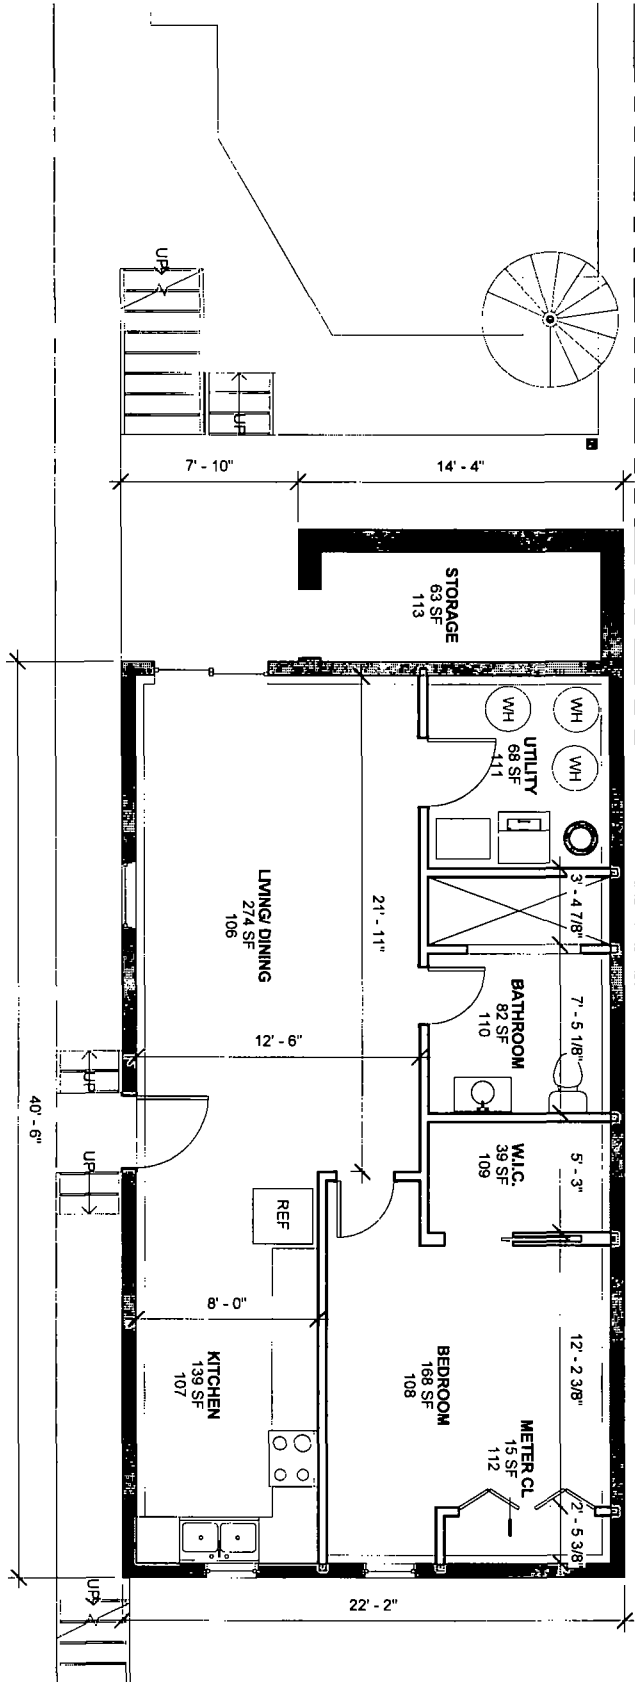 UP
UP
7' - 10"
14' - 4"
STORAGE
63 SF
113
WH
WH
WH
UTILITY
68 SF
111
3' - 4 7/8"
LIVING/ DINING
274 SF
106
21' - 11"
BATHROOM
82 SF
110
7' - 5 1/8"
12' - 6"
UP
40' - 6"
UP
W.I.C.
39 SF
109
5' - 3"
REF
8' - 0"
KITCHEN
139 SF
107
BEDROOM
168 SF
108
12' - 2 3/8"
METER CL
15 SF
112
2' - 5 3/8"
UP
22' - 2"